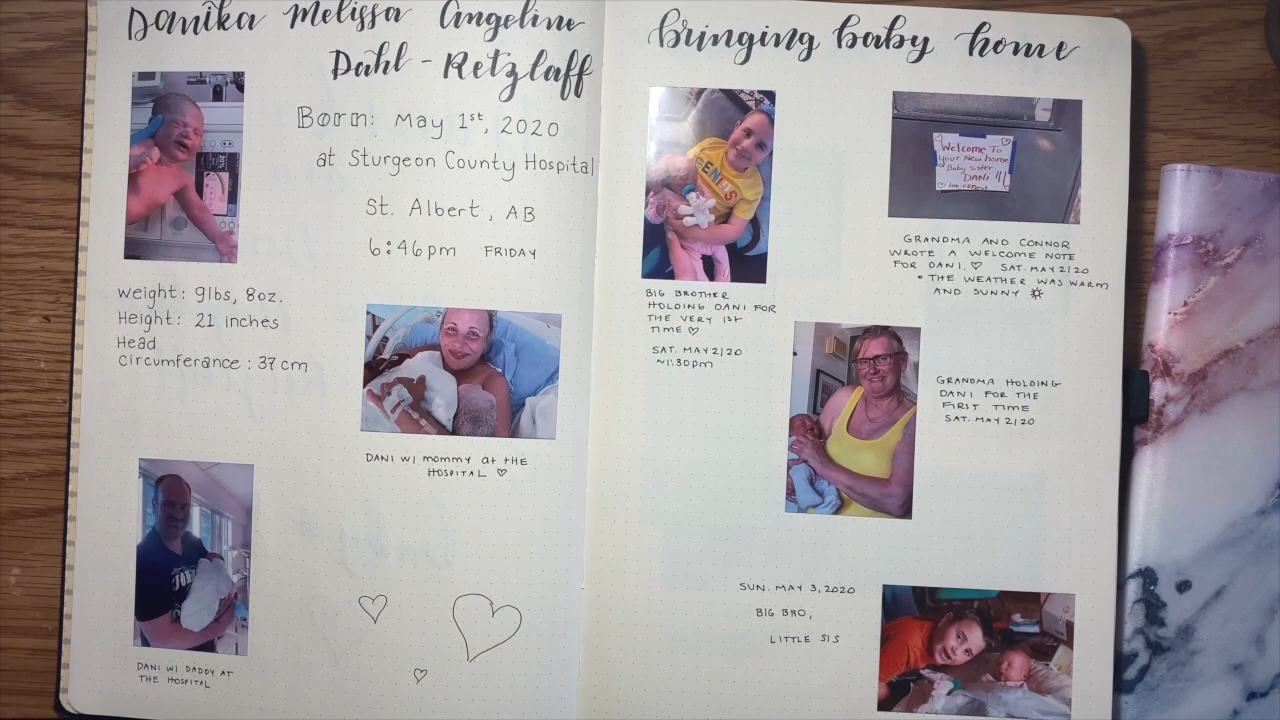 Danika Melissa Angeline
Dahl-Retzlaff
Born: May 1st, 2020
at Sturgeon County Hospital
St. Albert, AB
6:46pm FRIDAY
weight: 9lbs, 8oz.
Height: 21 inches
Head
Circumferance: 37 cm
DANI W/ mommy at THE
HOSPITAL ♡
DANI W/ DADDY AT
THE HOSPITAL
bringing baby home
GENIUS
BIG BROTHER
HOLDING DANI FOR
THE VERY 1st
TIME ♡
SAT. MAY 2/20
~1:30pm
Welcome To
your New home
Baby sister
DANI !!!
GRANDMA AND CONNOR
WROTE A WELCOME NOTE
FOR DANI. ♡ SAT. MAY 2/20
• THE WEATHER WAS WARM
AND SUNNY
GRANDMA HOLDING
DANI FOR THE
FIRST TIME
SAT. MAY 2/20
SUN. MAY 3, 2020
BIG BRO,
LITTLE SIS